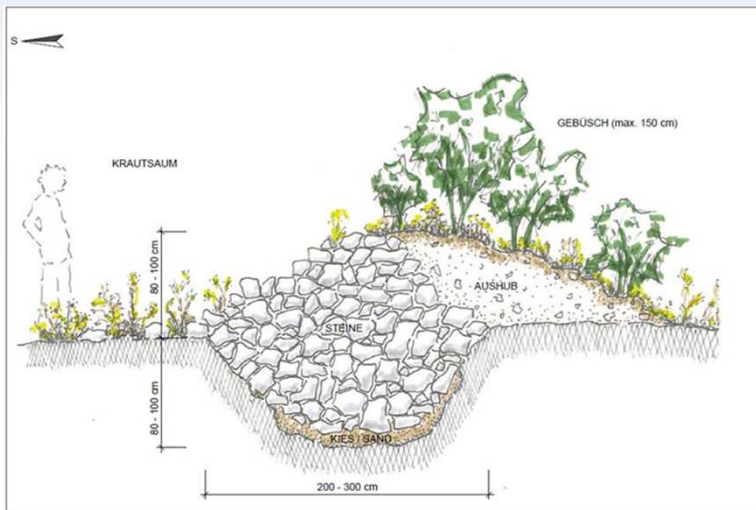 S
GEBÜSCH (max. 150 cm)
KRAUTSAUM
80 - 100 cm
AUSHUB
STEINE
80 - 100 cm
KIES / SAND
200 - 300 cm